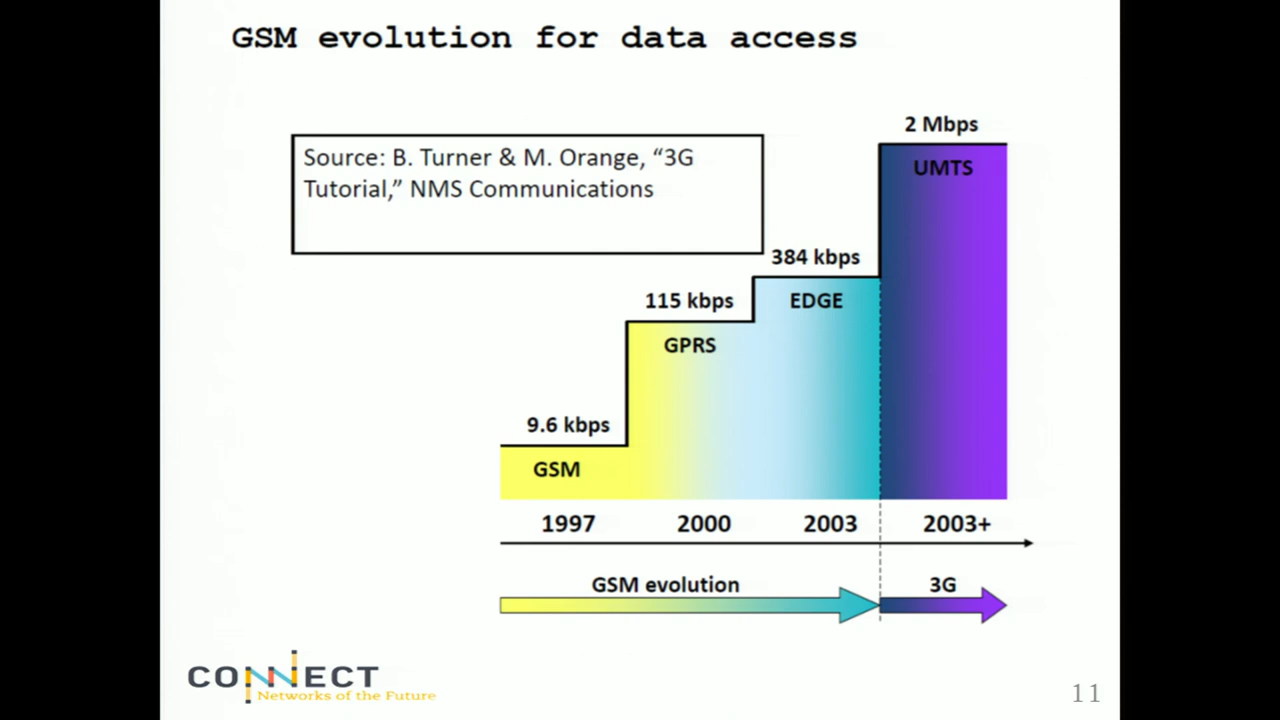 GSM evolution for data access
Source: B. Turner & M. Orange, “3G
Tutorial,” NMS Communications
2 Mbps
UMTS
384 kbps
EDGE
115 kbps
GPRS
9.6 kbps
GSM
1997 2000 2003 2003+
GSM evolution 3G
CONNECT
Networks of the Future
11